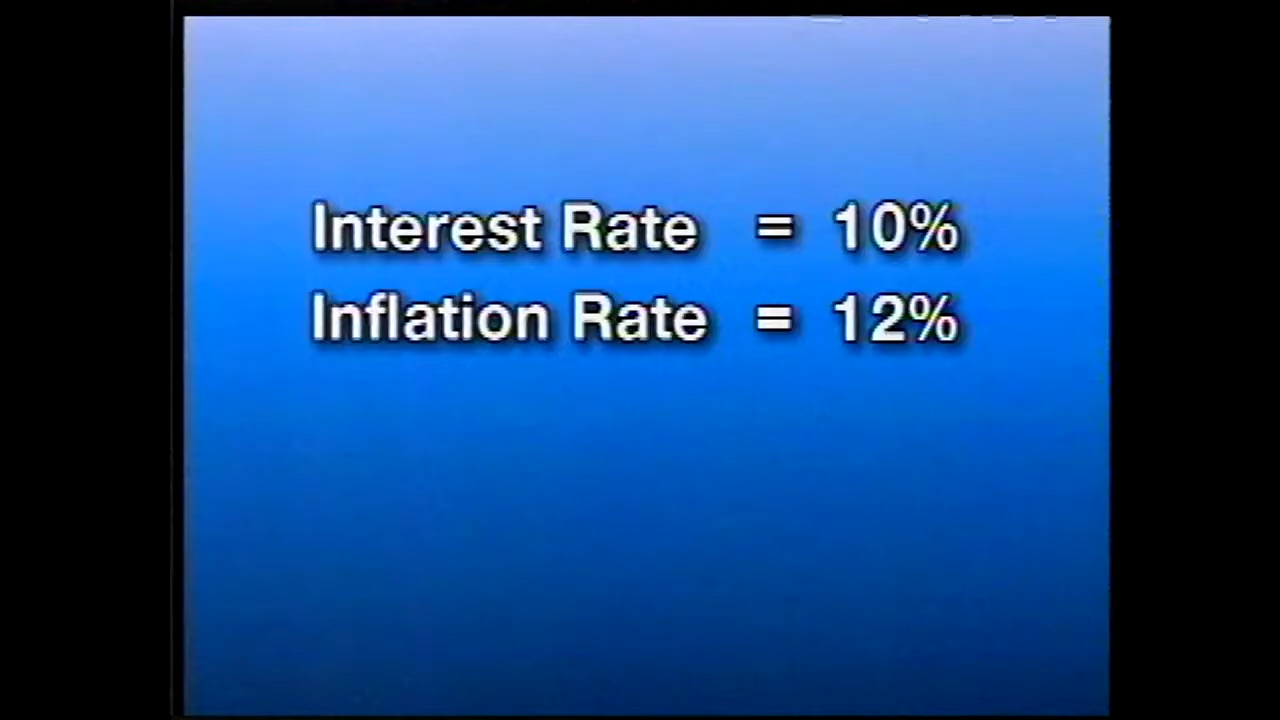 Interest Rate = 10%
Inflation Rate = 12%